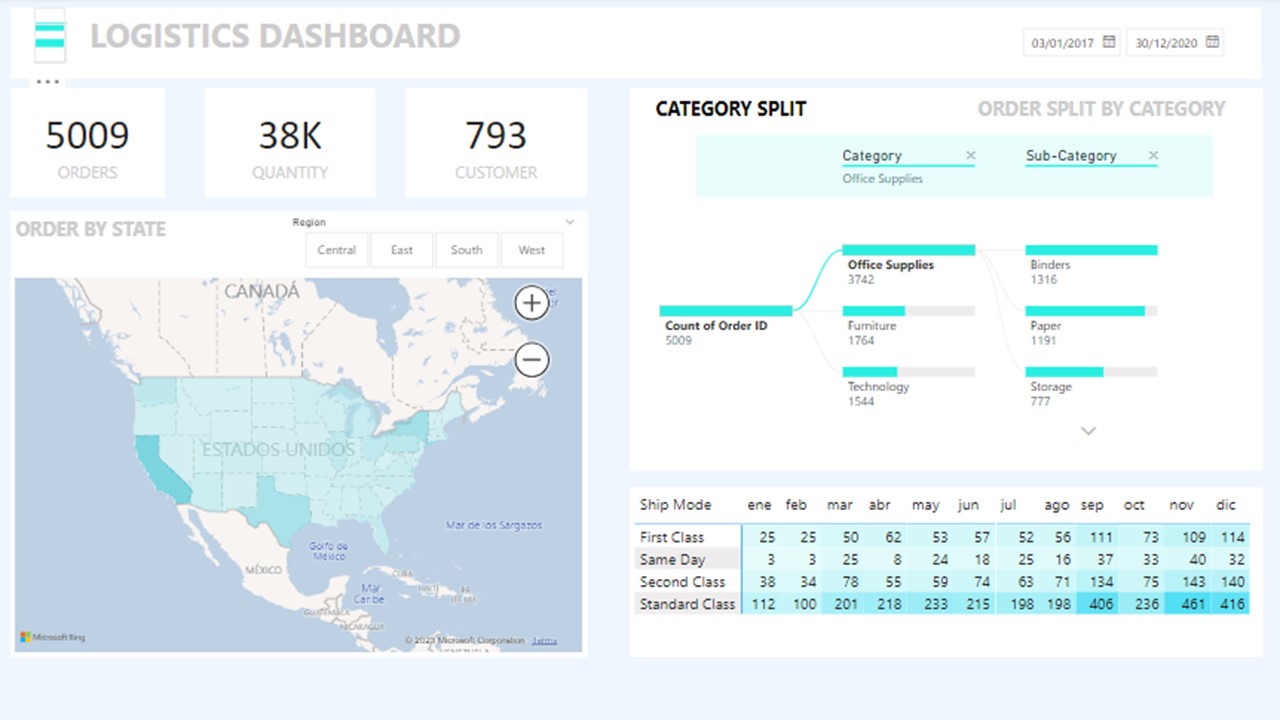 LOGISTICS DASHBOARD
03/01/2017 30/12/2020
5009 38K 793
ORDERS QUANTITY CUSTOMER
ORDER BY STATE
Region
Central East South West
CANADÁ
ESTADOS UNIDOS
Mar de los Sargazos
Golfo de
México
MÉXICO
CUBA
Mar
Caribe
HAITÍ
GUATEMALA
NICARAGUA
Microsoft Bing
© 2023 Microsoft Corporation Terms
CATEGORY SPLIT ORDER SPLIT BY CATEGORY
Category Sub-Category
Office Supplies
Count of Order ID
5009
Office Supplies
3742
Furniture
1764
Technology
1544
Binders
1316
Paper
1191
Storage
777
Ship Mode ene feb mar abr may jun jul ago sep oct nov dic
First Class 25 25 50 62 53 57 52 56 111 73 109 114
Same Day 3 3 25 8 24 18 25 16 37 33 40 32
Second Class 38 34 78 55 59 74 63 71 134 75 143 140
Standard Class 112 100 201 218 233 215 198 198 406 236 461 416